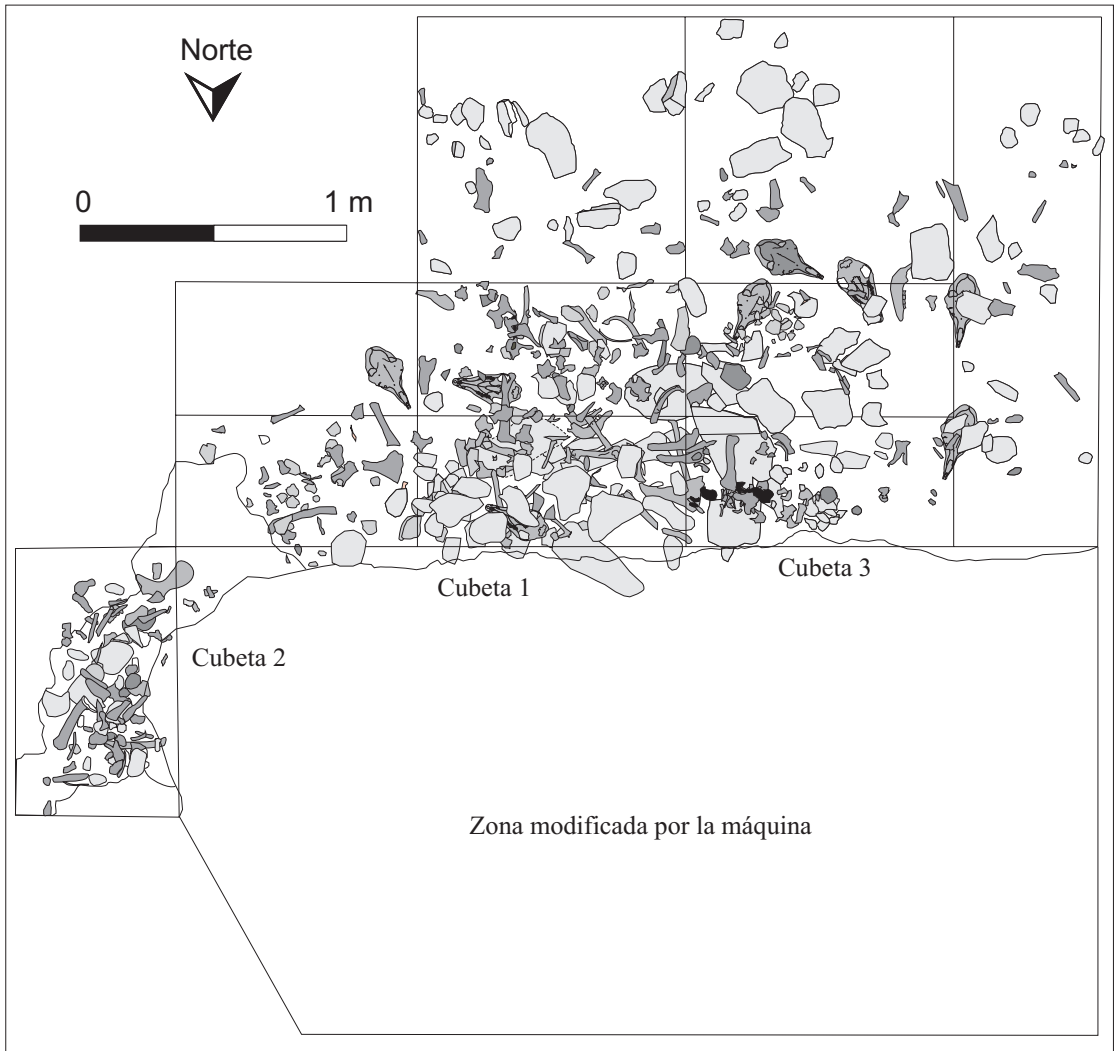 Norte
0 1 m
Cubeta 1
Cubeta 3
Cubeta 2
Zona modificada por la máquina